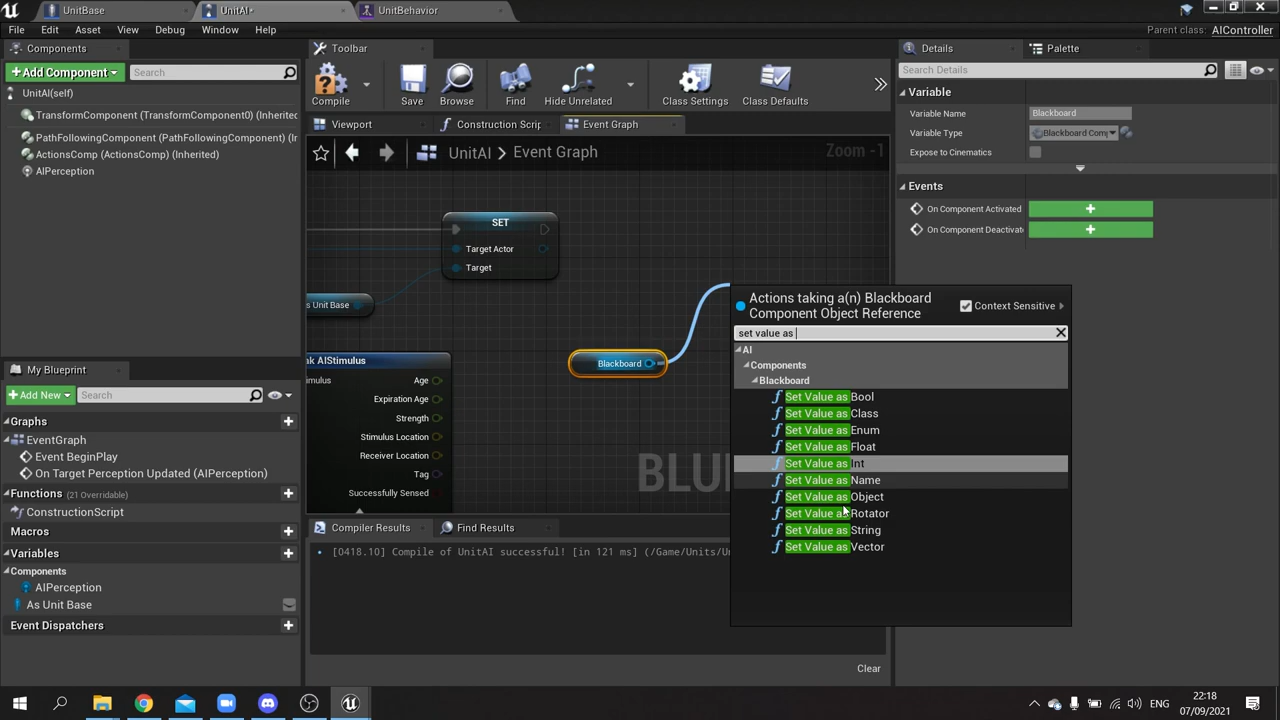 UnitBase
UnitAI*
UnitBehavior
File
Edit
Asset
View
Debug
Window
Help
Parent class: AIController
Components
+Add Component
Search
UnitAI(self)
TransformComponent (TransformComponent0) (Inheritec
PathFollowingComponent (PathFollowingComponent) (In
ActionsComp (ActionsComp) (Inherited)
AIPerception
Toolbar
Compile
Save
Browse
Find
Hide Unrelated
Class Settings
Class Defaults
Viewport
Construction Scrip
Event Graph
UnitAI > Event Graph
Zoom -1
SET
Target Actor
Target
s Unit Base
Blackboard
ak AIStimulus
imulus
Age
Expiration Age
Strength
Stimulus Location
Receiver Location
Tag
Successfully Sensed
BLU
Actions taking a(n) Blackboard
Component Object Reference
Context Sensitive
set value as
AI
Components
Blackboard
Set Value as Bool
Set Value as Class
Set Value as Enum
Set Value as Float
Set Value as Int
Set Value as Name
Set Value as Object
Set Value as Rotator
Set Value as String
Set Value as Vector
Details
Palette
Search Details
Variable
Variable Name
Blackboard
Variable Type
Blackboard Comp
Expose to Cinematics
Events
On Component Activated
On Component Deactivate
My Blueprint
+Add New
Search
Graphs
EventGraph
Event BeginPlay
On Target Perception Updated (AIPerception)
Functions (21 Overridable)
ConstructionScript
Macros
Variables
Components
AIPerception
As Unit Base
Event Dispatchers
Compiler Results
Find Results
[0418.10] Compile of UnitAI successful! [in 121 ms] (/Game/Units/Un
Clear
ENG
22:18
07/09/2021